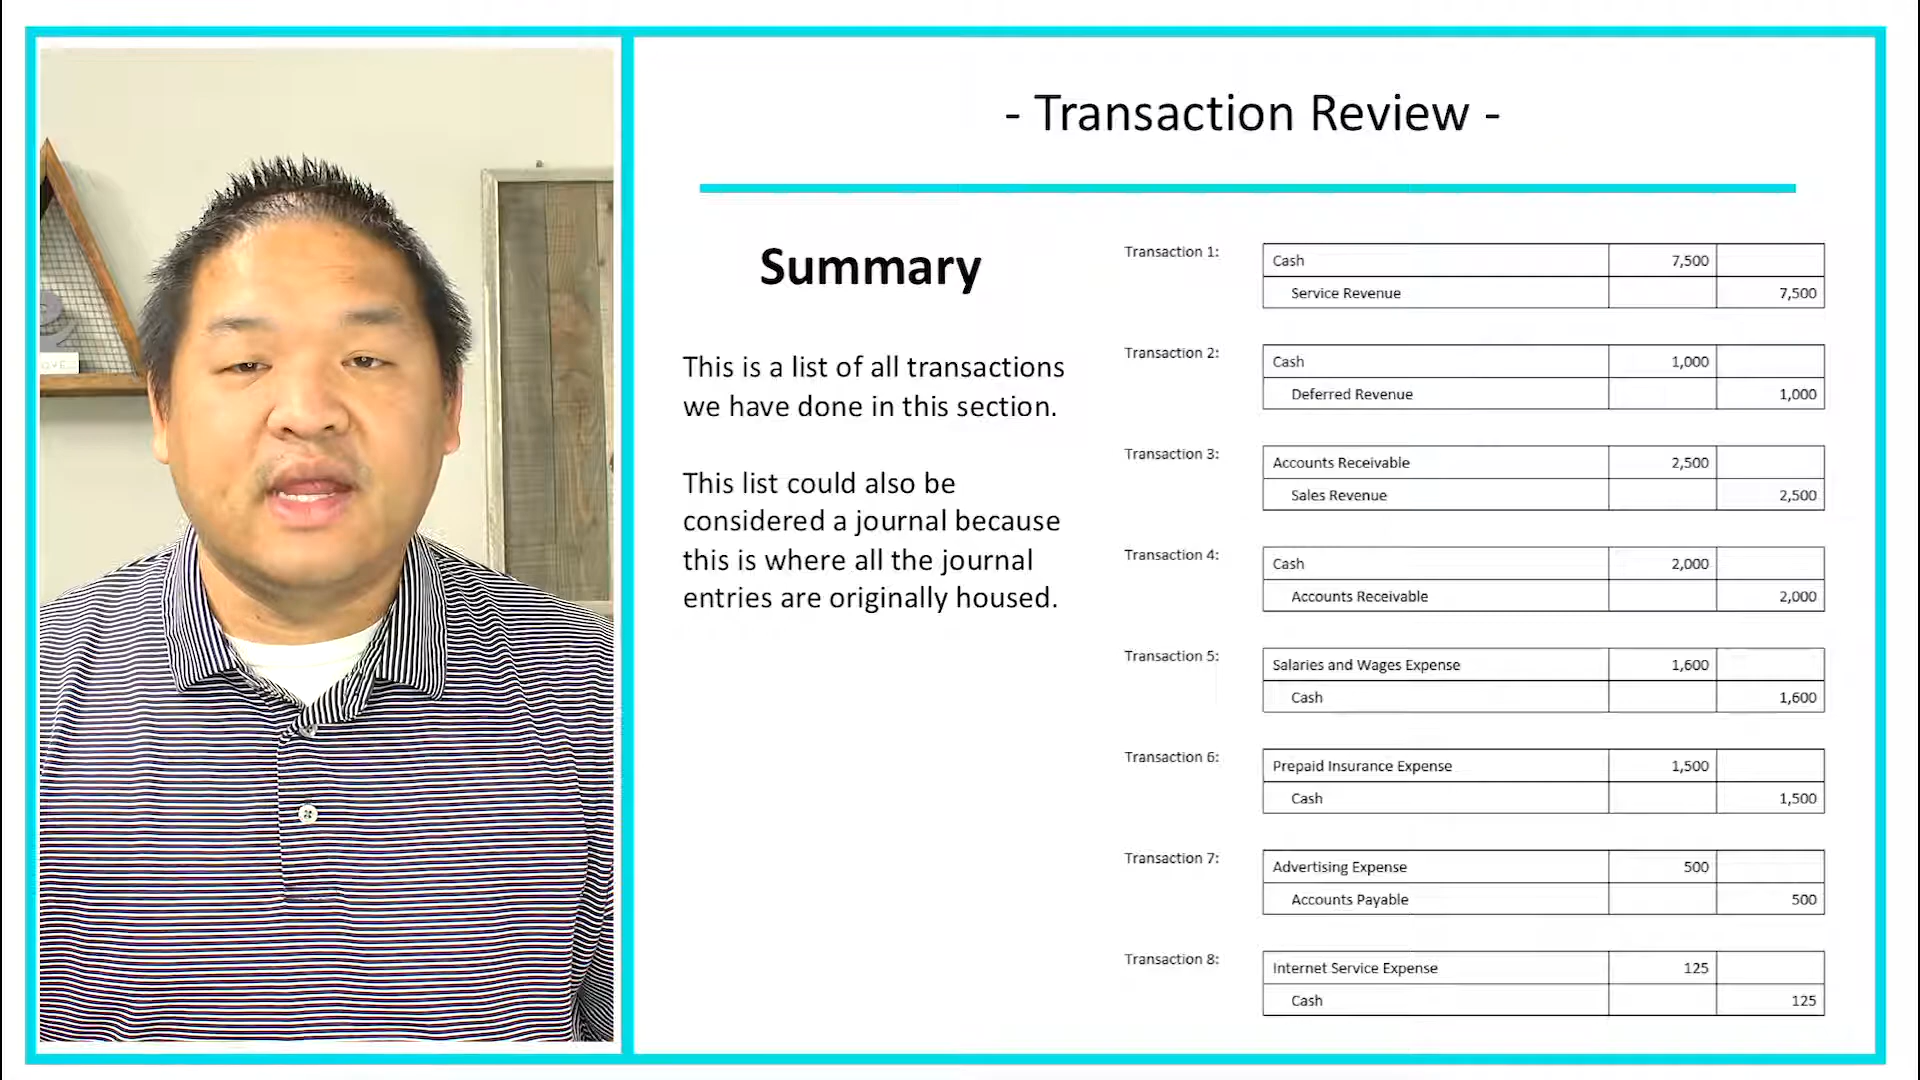 - Transaction Review -
Summary
This is a list of all transactions
we have done in this section.
This list could also be
considered a journal because
this is where all the journal
entries are originally housed.
Transaction 1:
Cash 7,500
Service Revenue 7,500
Transaction 2:
Cash 1,000
Deferred Revenue 1,000
Transaction 3:
Accounts Receivable 2,500
Sales Revenue 2,500
Transaction 4:
Cash 2,000
Accounts Receivable 2,000
Transaction 5:
Salaries and Wages Expense 1,600
Cash 1,600
Transaction 6:
Prepaid Insurance Expense 1,500
Cash 1,500
Transaction 7:
Advertising Expense 500
Accounts Payable 500
Transaction 8:
Internet Service Expense 125
Cash 125